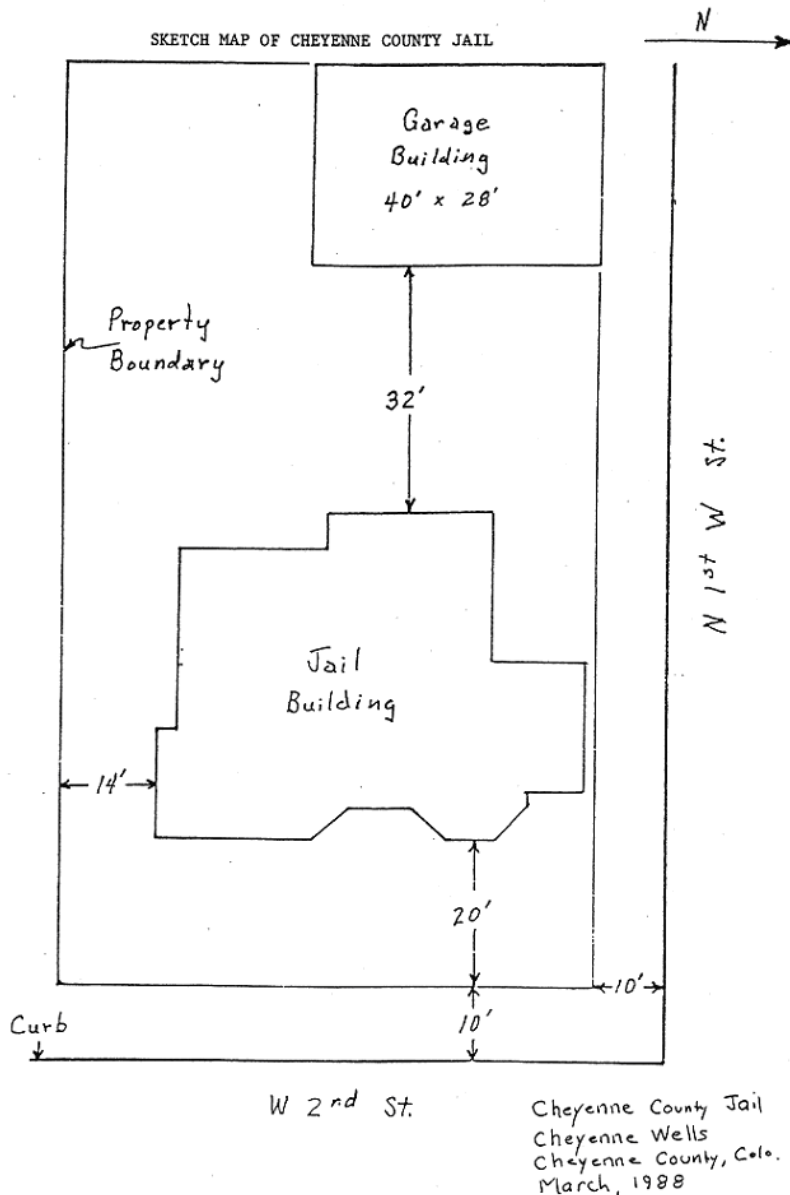 N
SKETCH MAP OF CHEYENNE COUNTY JAIL
Garage
Building
40' x 28'
Property
Boundary
32'
N 1st W St.
Jail
Building
14'
20'
10'
10'
Curb
W 2nd St.
Cheyenne County Jail
Cheyenne Wells
Cheyenne County, Colo.
March, 1988